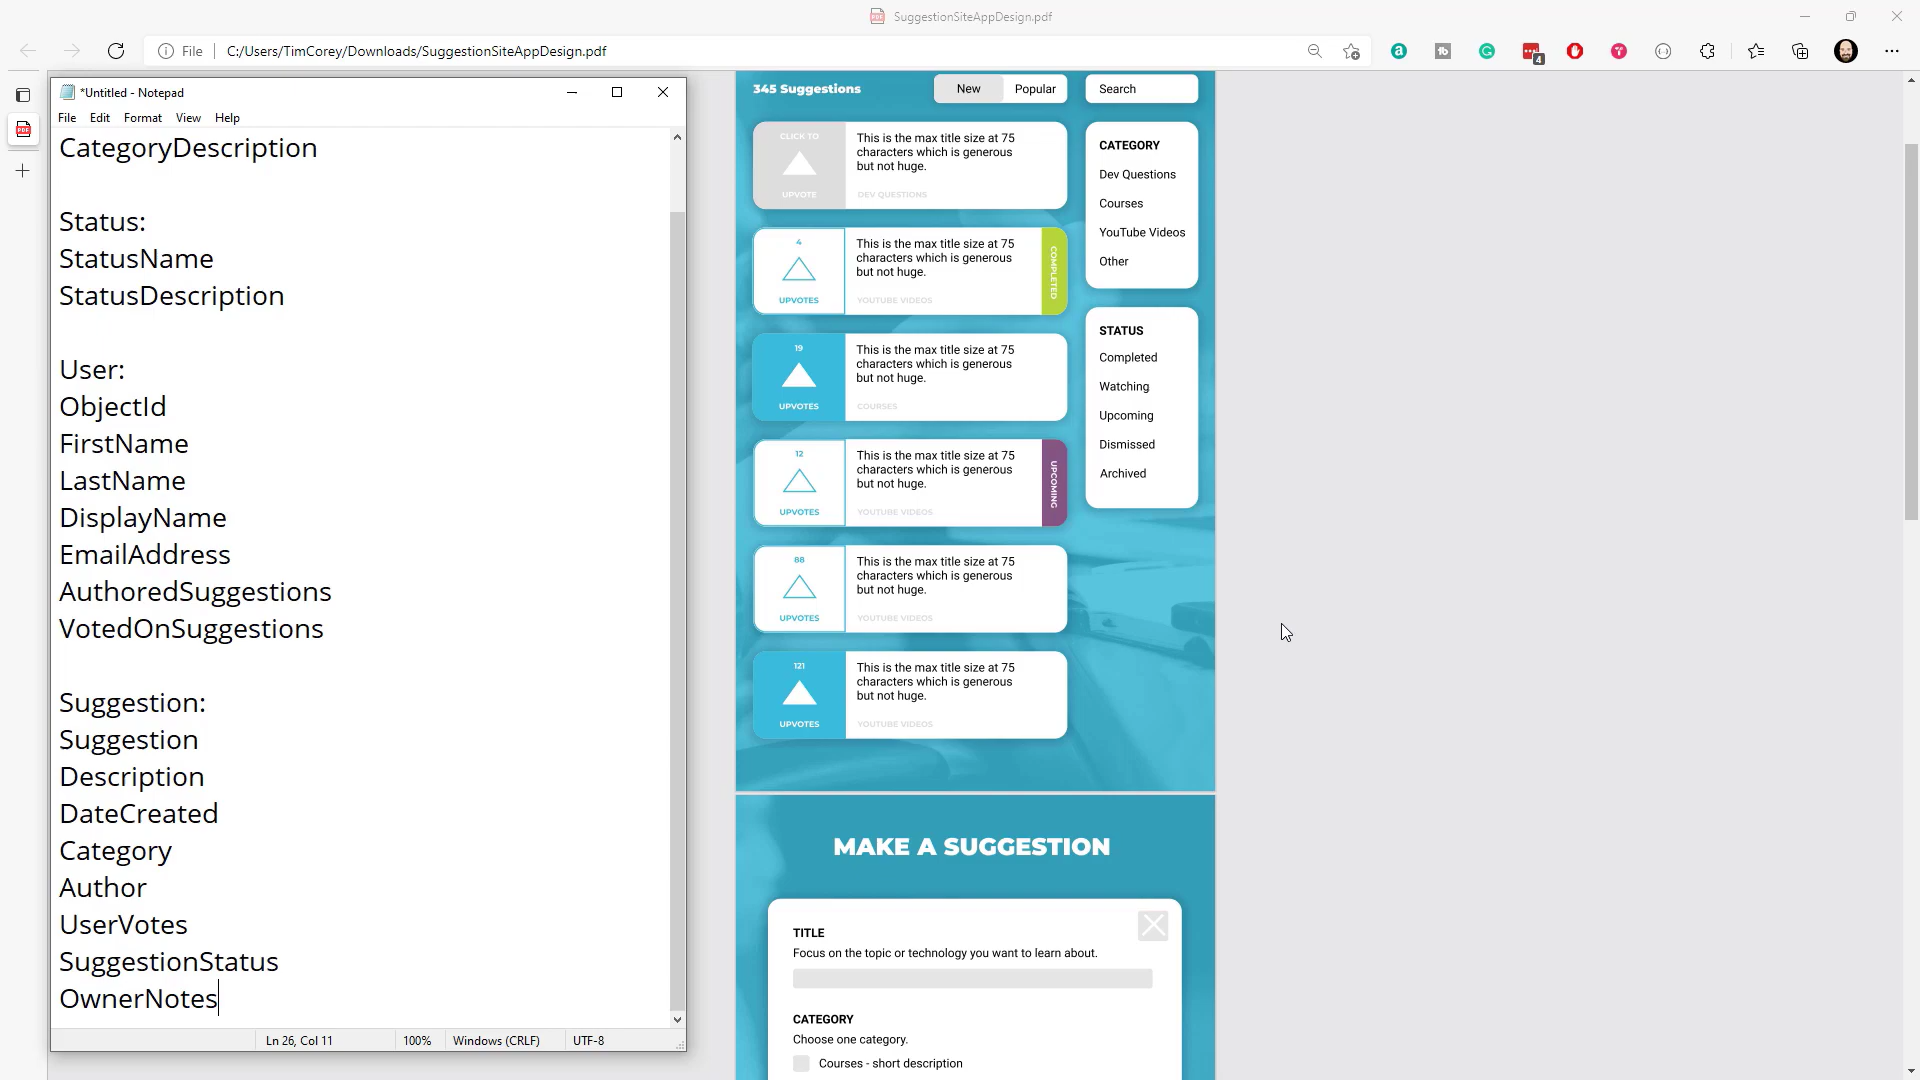 SuggestionSiteAppDesign.pdf
File
C:/Users/TimCorey/Downloads/SuggestionSiteAppDesign.pdf
4
*Untitled - Notepad
File Edit Format View Help
CategoryDescription
Status:
StatusName
StatusDescription
User:
ObjectId
FirstName
LastName
DisplayName
EmailAddress
AuthoredSuggestions
VotedOnSuggestions
Suggestion:
Suggestion
Description
DateCreated
Category
Author
UserVotes
SuggestionStatus
OwnerNotes
Ln 26, Col 11
100%
Windows (CRLF)
UTF-8
345 Suggestions
New
Popular
Search
CLICK TO
UPVOTE
This is the max title size at 75
characters which is generous
but not huge.
DEV QUESTIONS
4
UPVOTES
This is the max title size at 75
characters which is generous
but not huge.
YOUTUBE VIDEOS
COMPLETED
19
UPVOTES
This is the max title size at 75
characters which is generous
but not huge.
COURSES
12
UPVOTES
This is the max title size at 75
characters which is generous
but not huge.
YOUTUBE VIDEOS
UPCOMING
88
UPVOTES
This is the max title size at 75
characters which is generous
but not huge.
YOUTUBE VIDEOS
121
UPVOTES
This is the max title size at 75
characters which is generous
but not huge.
YOUTUBE VIDEOS
CATEGORY
Dev Questions
Courses
YouTube Videos
Other
STATUS
Completed
Watching
Upcoming
Dismissed
Archived
MAKE A SUGGESTION
TITLE
Focus on the topic or technology you want to learn about.
CATEGORY
Choose one category.
Courses - short description